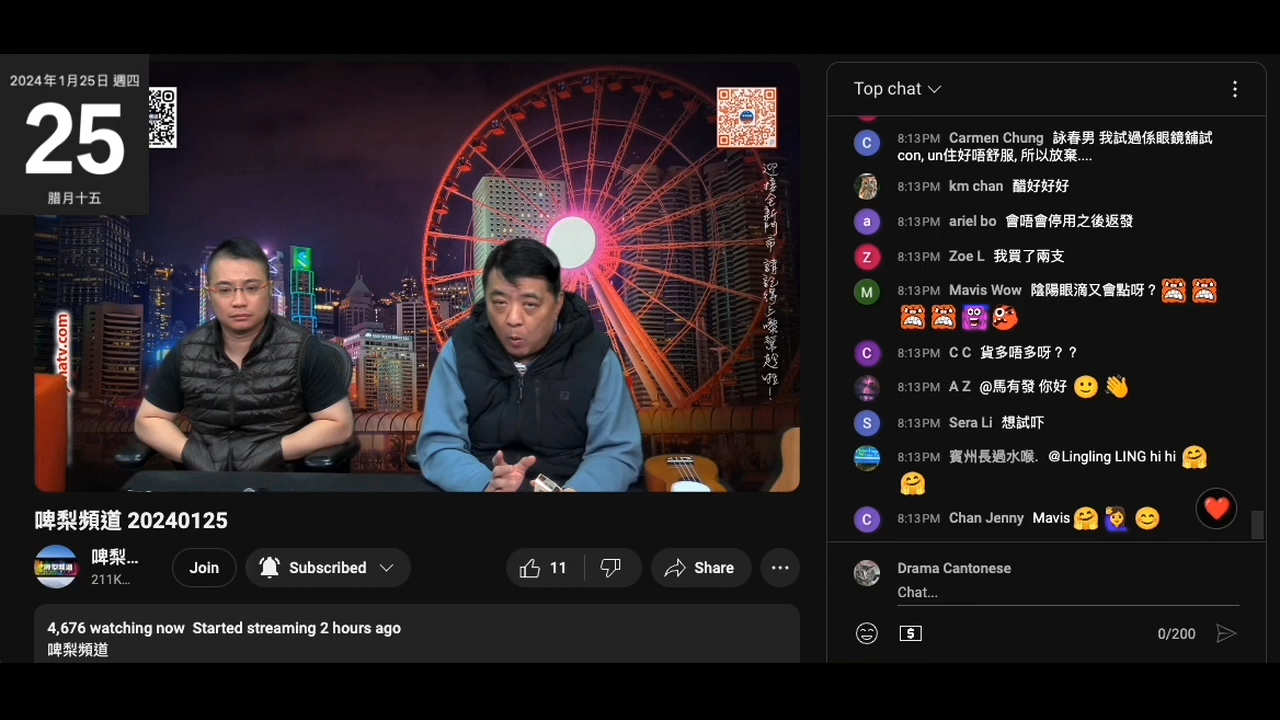 2024年1月25日 週四
25
腊月十五
atv.com
啤梨頻道 20240125
啤梨...
211K...
Join
Subscribed
11
Share
4,676 watching now Started streaming 2 hours ago
啤梨頻道
Top chat
C
8:13PM Carmen Chung 詠春男 我試過係眼鏡舖試
con, un住好唔舒服, 所以放棄....
8:13PM km chan 醋好好好
a
8:13PM ariel bo 會唔會停用之後返發
Z
8:13PM Zoe L 我買了兩支
M
8:13PM Mavis Wow 陰陽眼滴又會點呀？
C
8:13PM C C 貨多唔多呀？？
8:13PM A Z @馬有發 你好
S
8:13PM Sera Li 想試吓
8:13PM 賓州長過水喉. @Lingling LING hi hi
C
8:13PM Chan Jenny Mavis
Drama Cantonese
Chat...
0/200